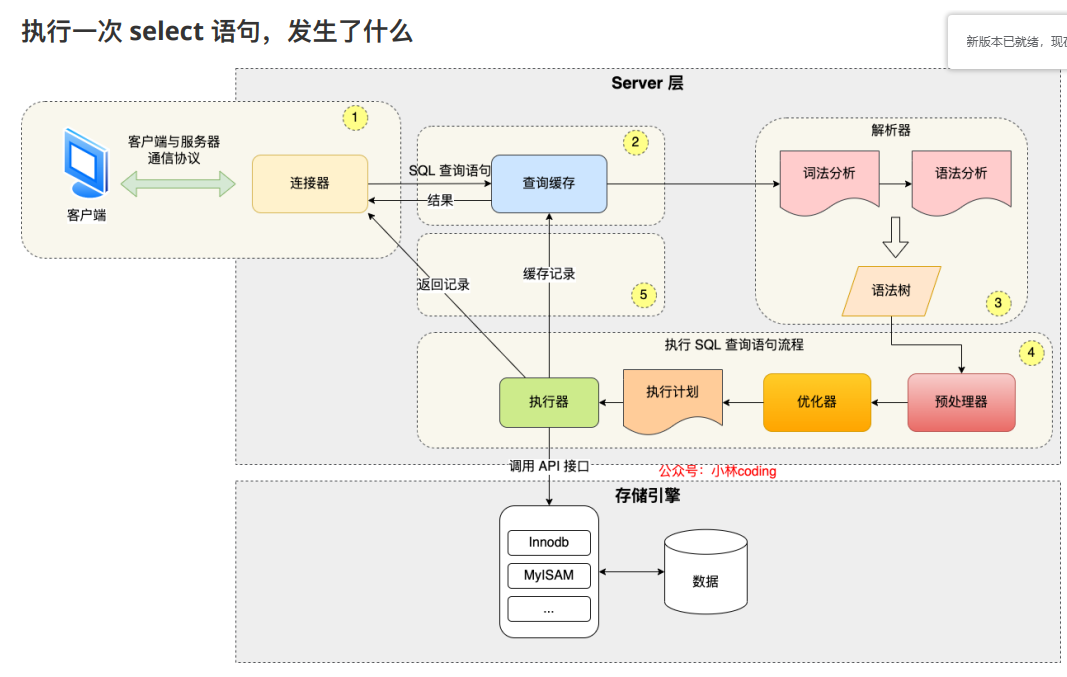 执行一次 select 语句，发生了什么
新版本已就绪，现在
Server 层
1
客户端与服务器
通信协议
客户端
连接器
SQL 查询语句
结果
2
查询缓存
解析器
词法分析
语法分析
语法树
3
返回记录
缓存记录
5
执行 SQL 查询语句流程
4
执行器
执行计划
优化器
预处理器
调用 API 接口
公众号：小林coding
存储引擎
Innodb
MyISAM
...
数据